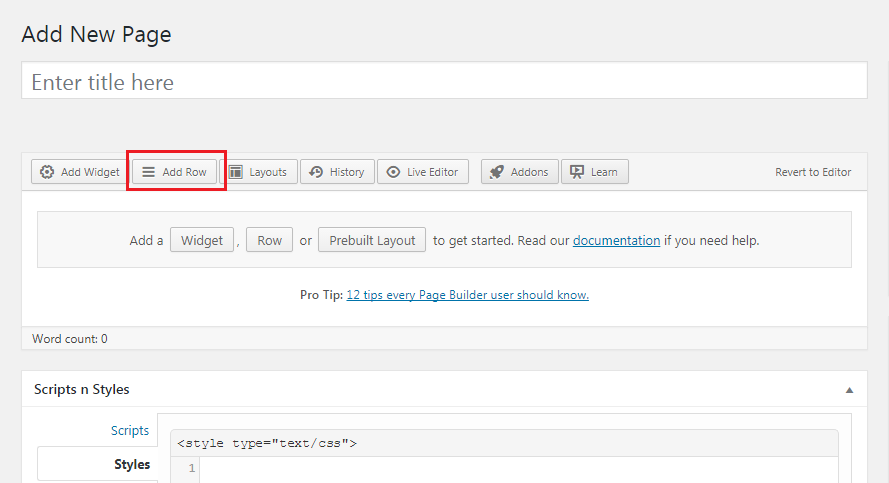 Add New Page
Enter title here
Add Widget Add Row Layouts History Live Editor Addons Learn Revert to Editor
Add a Widget , Row or Prebuilt Layout to get started. Read our documentation if you need help.
Pro Tip: 12 tips every Page Builder user should know.
Word count: 0
Scripts n Styles
Scripts
<style type="text/css">
Styles
1